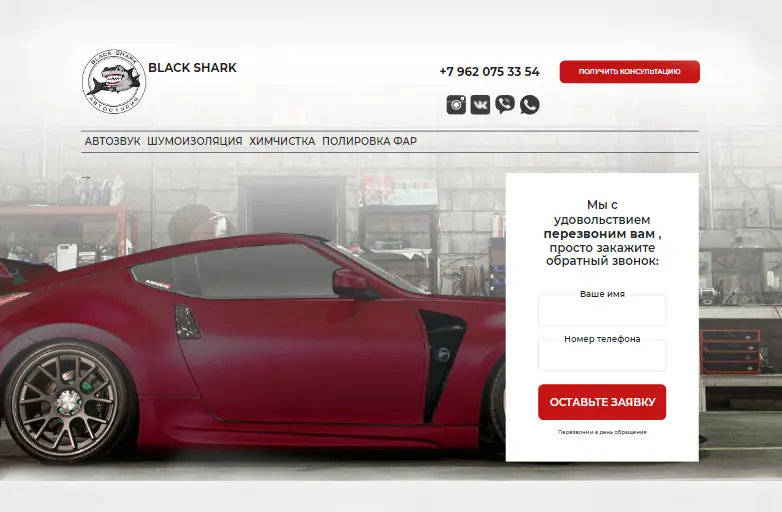 BLACK SHARK
АВТОСТУДИЯ
BLACK SHARK
+7 962 075 33 54
ПОЛУЧИТЬ КОНСУЛЬТАЦИЮ
АВТОЗВУК ШУМОИЗОЛЯЦИЯ ХИМЧИСТКА ПОЛИРОВКА ФАР
→
Мы с
удовольствием
перезвоним вам ,
просто закажите
обратный звонок:
Ваше имя
Номер телефона
ОСТАВЬТЕ ЗАЯВКУ
Перезвоним в день обращения